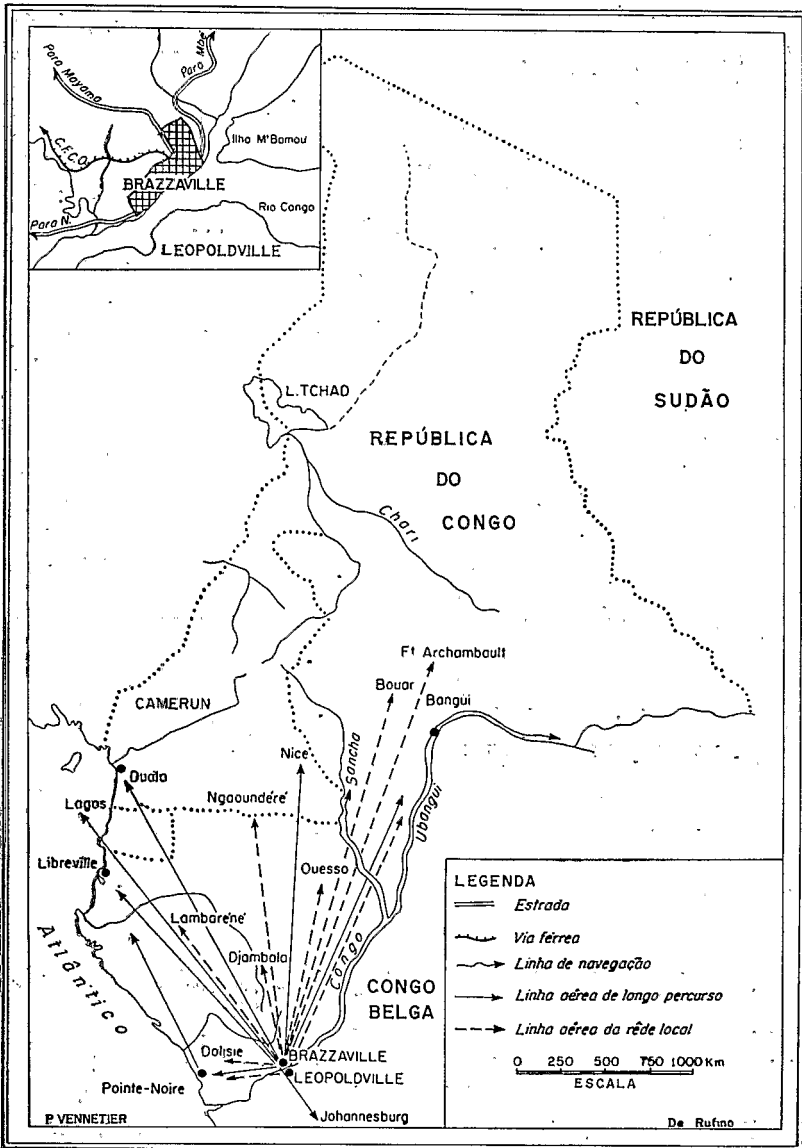 Para Mayama
Para Mbé
C.F.C.O.
Ilha M'Bamou
BRAZZAVILLE
Rio Congo
Para N.
LEOPOLDVILLE
REPÚBLICA
DO
SUDÃO
L. TCHAD
REPÚBLICA
DO
CONGO
Chari
Ft Archambault
Bouar
Bangüi
CAMERUN
Nice
Sancha
Duala
Ngaoundéré
Lagos
Ubangui
Libreville
Ouesso
Lambaréné
Atlântico
Djambala
Congo
CONGO
BELGA
Dolisie
BRAZZAVILLE
LEOPOLDVILLE
Pointe-Noire
Johannesburg
LEGENDA
Estrada
Via férrea
Linha de navegação
Linha aérea de longo percurso
Linha aérea da rêde local
0 250 500 750 1000 Km
ESCALA
P. VENNETIER
De Rufino